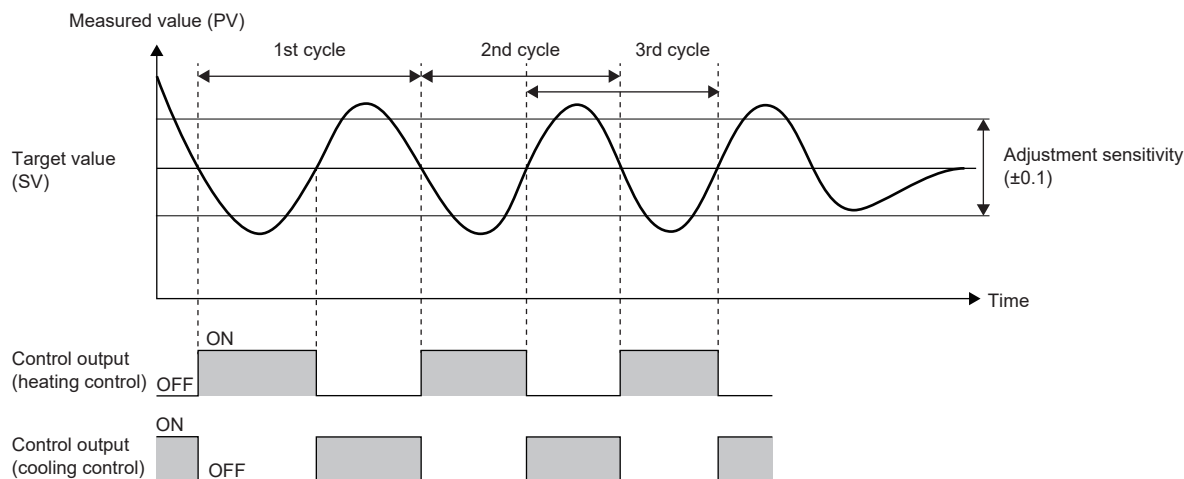 Measured value (PV)
1st cycle
2nd cycle
3rd cycle
Target value
(SV)
Adjustment sensitivity
(±0.1)
Time
ON
Control output
(heating control)
OFF
ON
Control output
(cooling control)
OFF